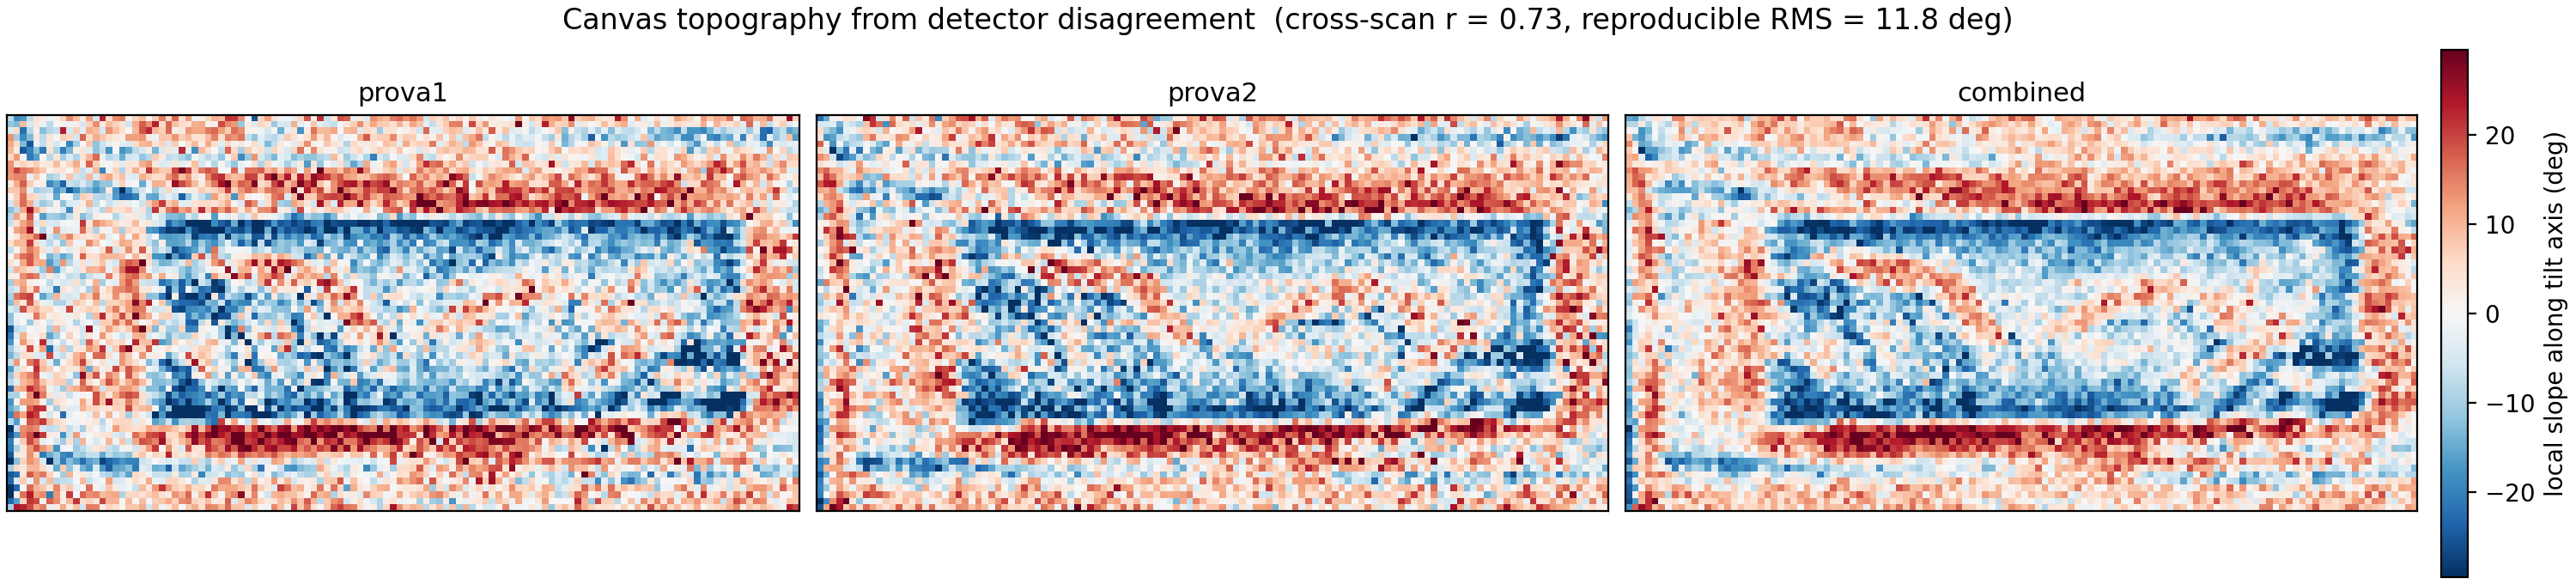 Canvas topography from detector disagreement  (cross-scan r = 0.73, reproducible RMS = 11.8 deg)
prova1
prova2
combined
20
10
0
−10
−20
local slope along tilt axis (deg)